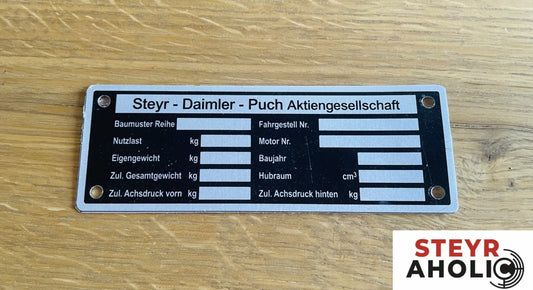 Steyr - Daimler - Puch Aktiengesellschaft
Baumuster Reihe
Fahrgestell Nr.
Nutzlast kg
Motor Nr.
Eigengewicht kg
Baujahr
Zul. Gesamtgewicht kg
Hubraum cm³
Zul. Achsdruck vorn kg
Zul. Achsdruck hinten kg
STEYR
AHOLIC